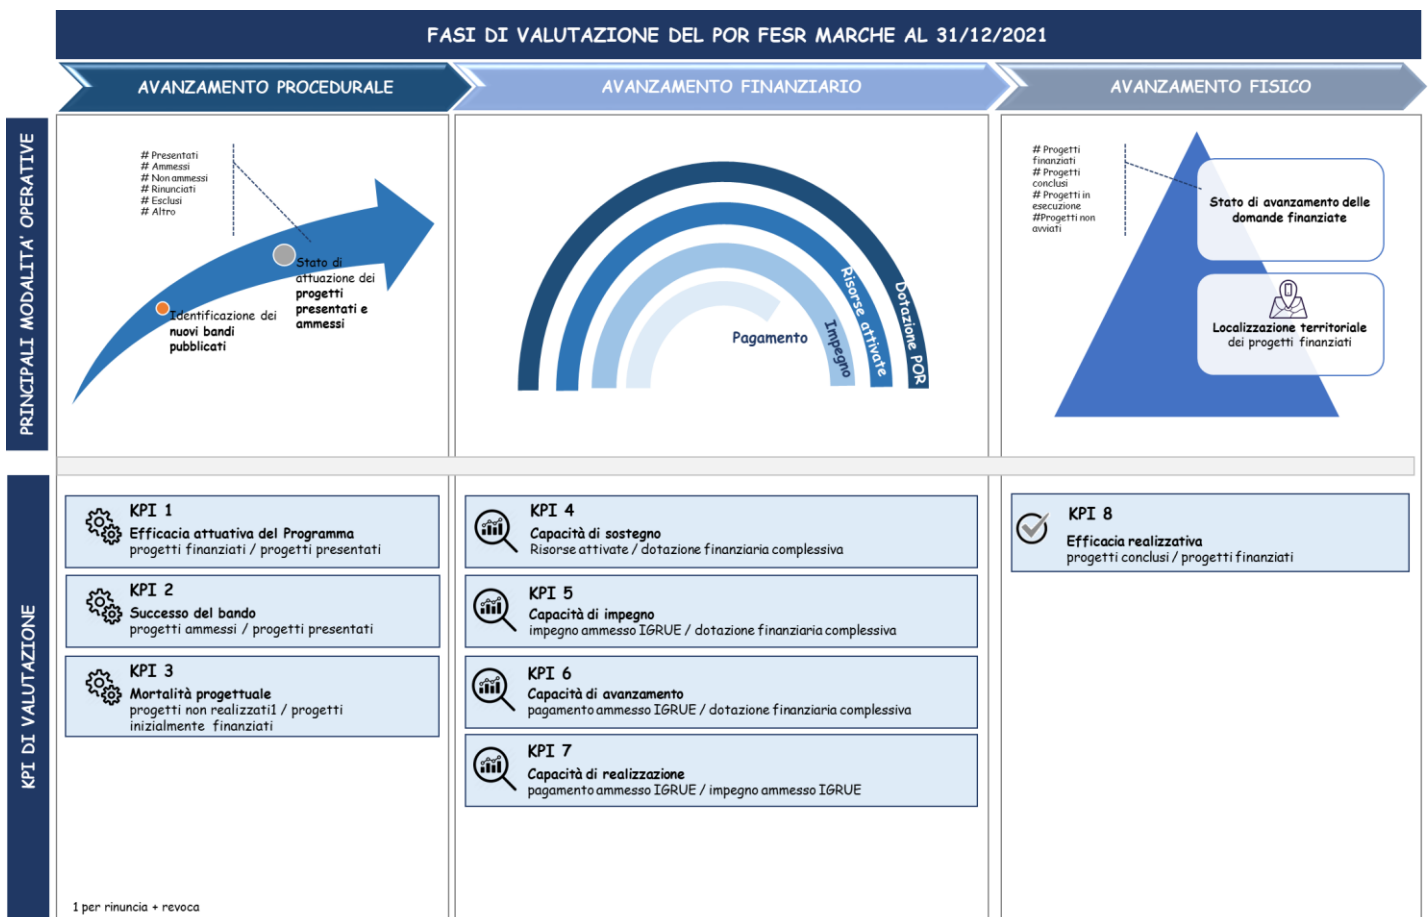 FASI DI VALUTAZIONE DEL POR FESR MARCHE AL 31/12/2021
AVANZAMENTO PROCEDURALE
AVANZAMENTO FINANZIARIO
AVANZAMENTO FISICO
PRINCIPALI MODALITA' OPERATIVE
# Presentati
# Ammessi
# Non ammessi
# Rinunciati
# Esclusi
# Altro
Stato di
attuazione dei
progetti
presentati e
ammessi
Identificazione dei
nuovi bandi
pubblicati
Pagamento
Impegno
Risorse attivate
Dotazione POR
# Progetti
finanziati
# Progetti
conclusi
# Progetti in
esecuzione
#Progetti non
avviati
Stato di avanzamento delle
domande finanziate
Localizzazione territoriale
dei progetti finanziati
KPI DI VALUTAZIONE
KPI 1
Efficacia attuativa del Programma
progetti finanziati / progetti presentati
KPI 2
Successo del bando
progetti ammessi / progetti presentati
KPI 3
Mortalità progettuale
progetti non realizzati1 / progetti
inizialmente finanziati
1 per rinuncia + revoca
KPI 4
Capacità di sostegno
Risorse attivate / dotazione finanziaria complessiva
KPI 5
Capacità di impegno
impegno ammesso IGRUE / dotazione finanziaria complessiva
KPI 6
Capacità di avanzamento
pagamento ammesso IGRUE / dotazione finanziaria complessiva
KPI 7
Capacità di realizzazione
pagamento ammesso IGRUE / impegno ammesso IGRUE
KPI 8
Efficacia realizzativa
progetti conclusi / progetti finanziati